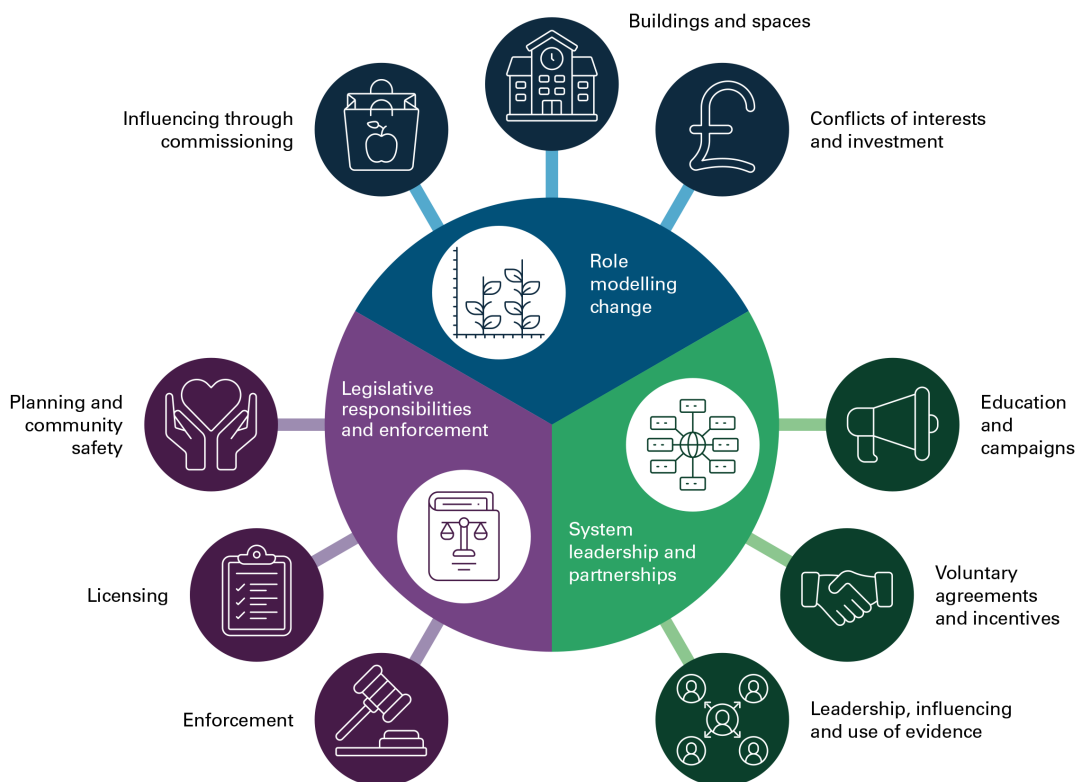 Buildings and spaces
Influencing through
commissioning
Conflicts of interests
and investment
Role
modelling
change
Legislative
responsibilities
and enforcement
Planning and
community
safety
Education
and
campaigns
System
leadership and
partnerships
Licensing
Voluntary
agreements
and incentives
Enforcement
Leadership, influencing
and use of evidence